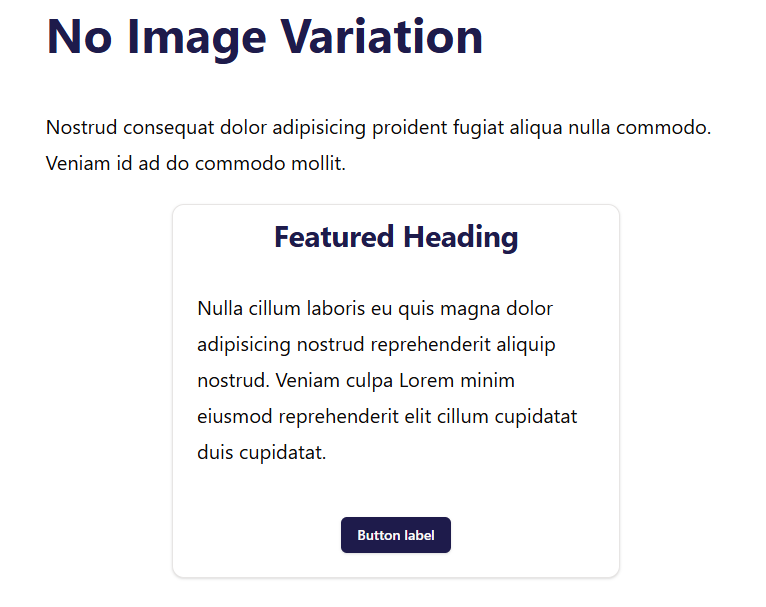 No Image Variation
Nostrud consequat dolor adipisicing proident fugiat aliqua nulla commodo.
Veniam id ad do commodo mollit.
Featured Heading
Nulla cillum laboris eu quis magna dolor
adipisicing nostrud reprehenderit aliquip
nostrud. Veniam culpa Lorem minim
eiusmod reprehenderit elit cillum cupidatat
duis cupidatat.
Button label